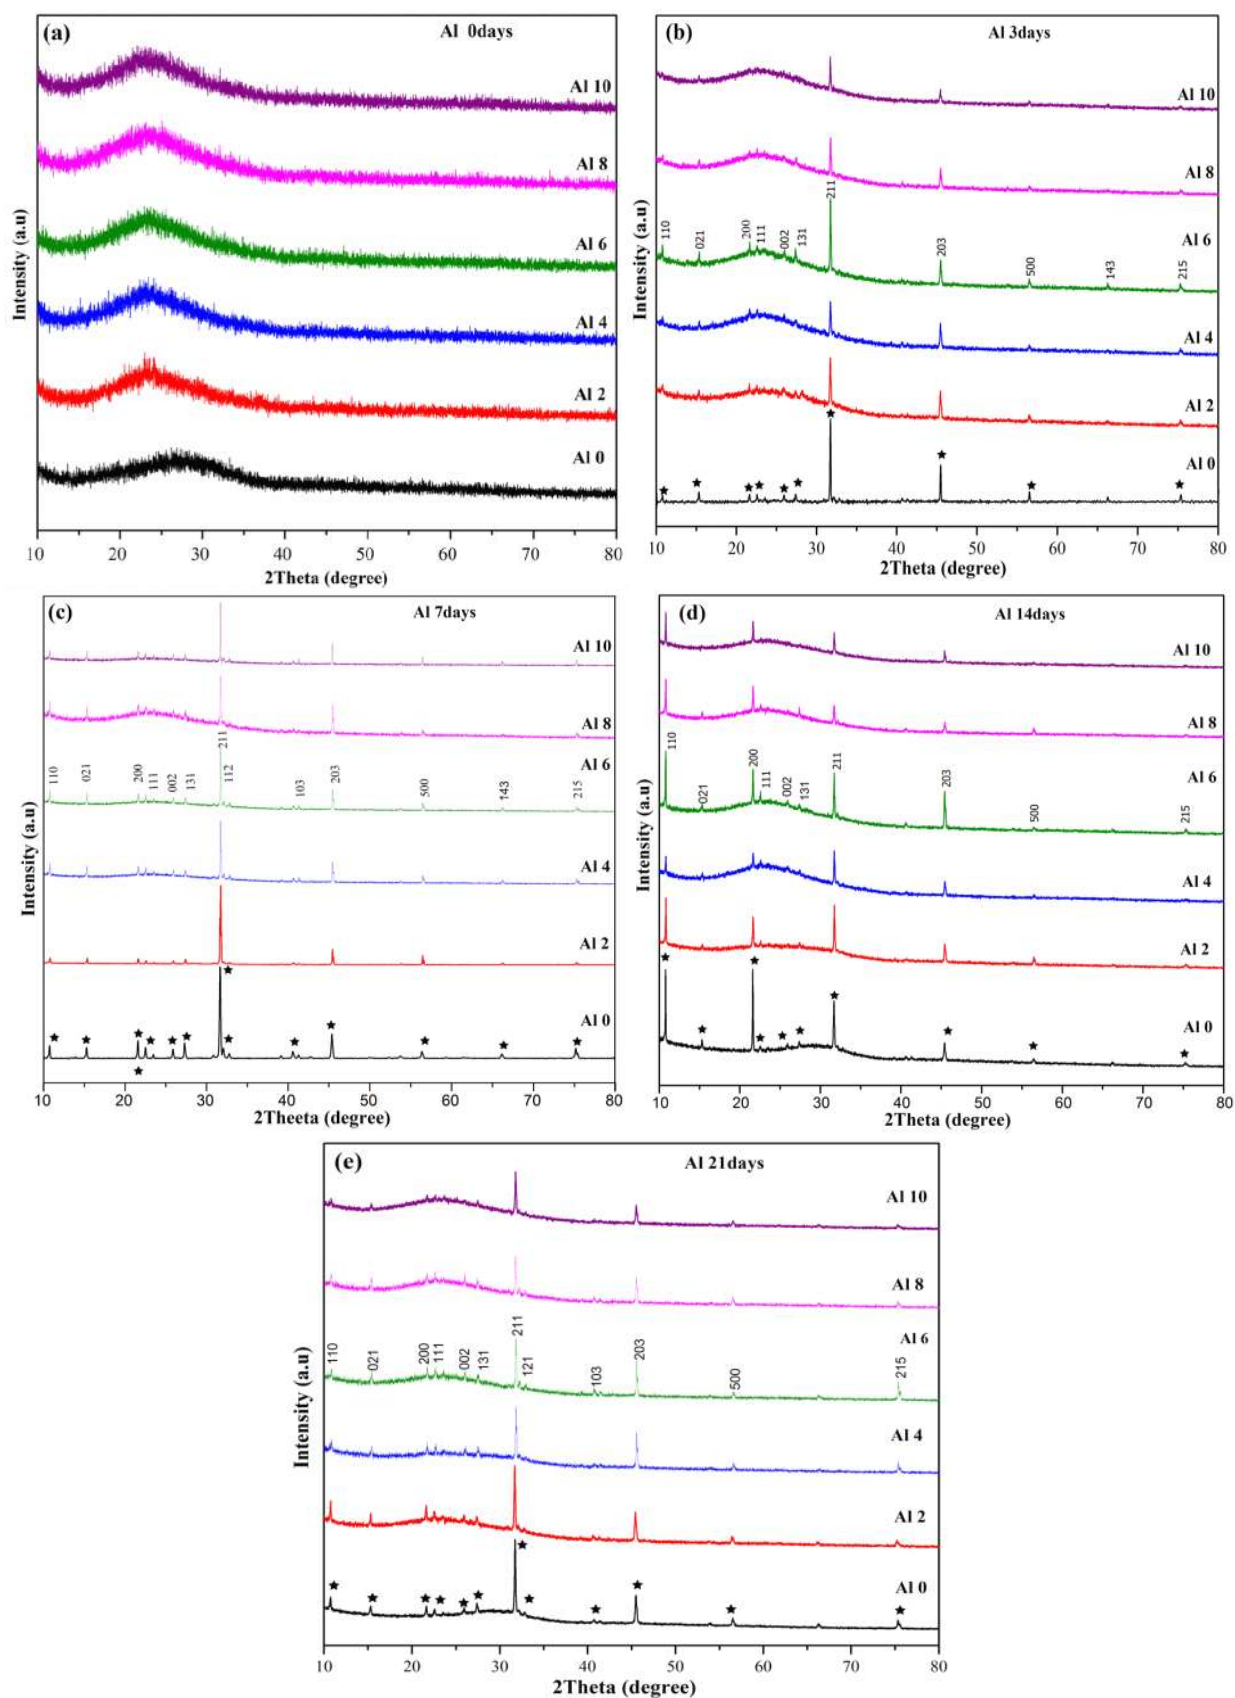 (a) Al 0days
Al 10
Al 8
Al 6
Al 4
Al 2
Al 0
Intensity (a.u)
10 20 30 40 50 60 70 80
2Theta (degree)
(b) Al 3days
Al 10
Al 8
211
Al 6
110 021 200 111 002 131 203 500 143 215
Al 4
Al 2
Al 0
Intensity (a.u)
10 20 30 40 50 60 70 80
2Theta (degree)
(c) Al 7days
Al 10
Al 8
211
Al 6
110 021 200 111 002 131 112 103 203 500 143 215
Al 4
Al 2
Al 0
Intensity (a.u)
10 20 30 40 50 60 70 80
2Theeta (degree)
(d) Al 14days
Al 10
Al 8
110 200 211
Al 6
021 111 002 131 203 500 215
Al 4
Al 2
Al 0
Intensity (a.u)
10 20 30 40 50 60 70 80
2Theta (degree)
(e) Al 21days
Al 10
Al 8
211
Al 6
110 021 200 111 002 131 121 103 203 500 215
Al 4
Al 2
Al 0
Intensity (a.u)
10 20 30 40 50 60 70 80
2Theta (degree)